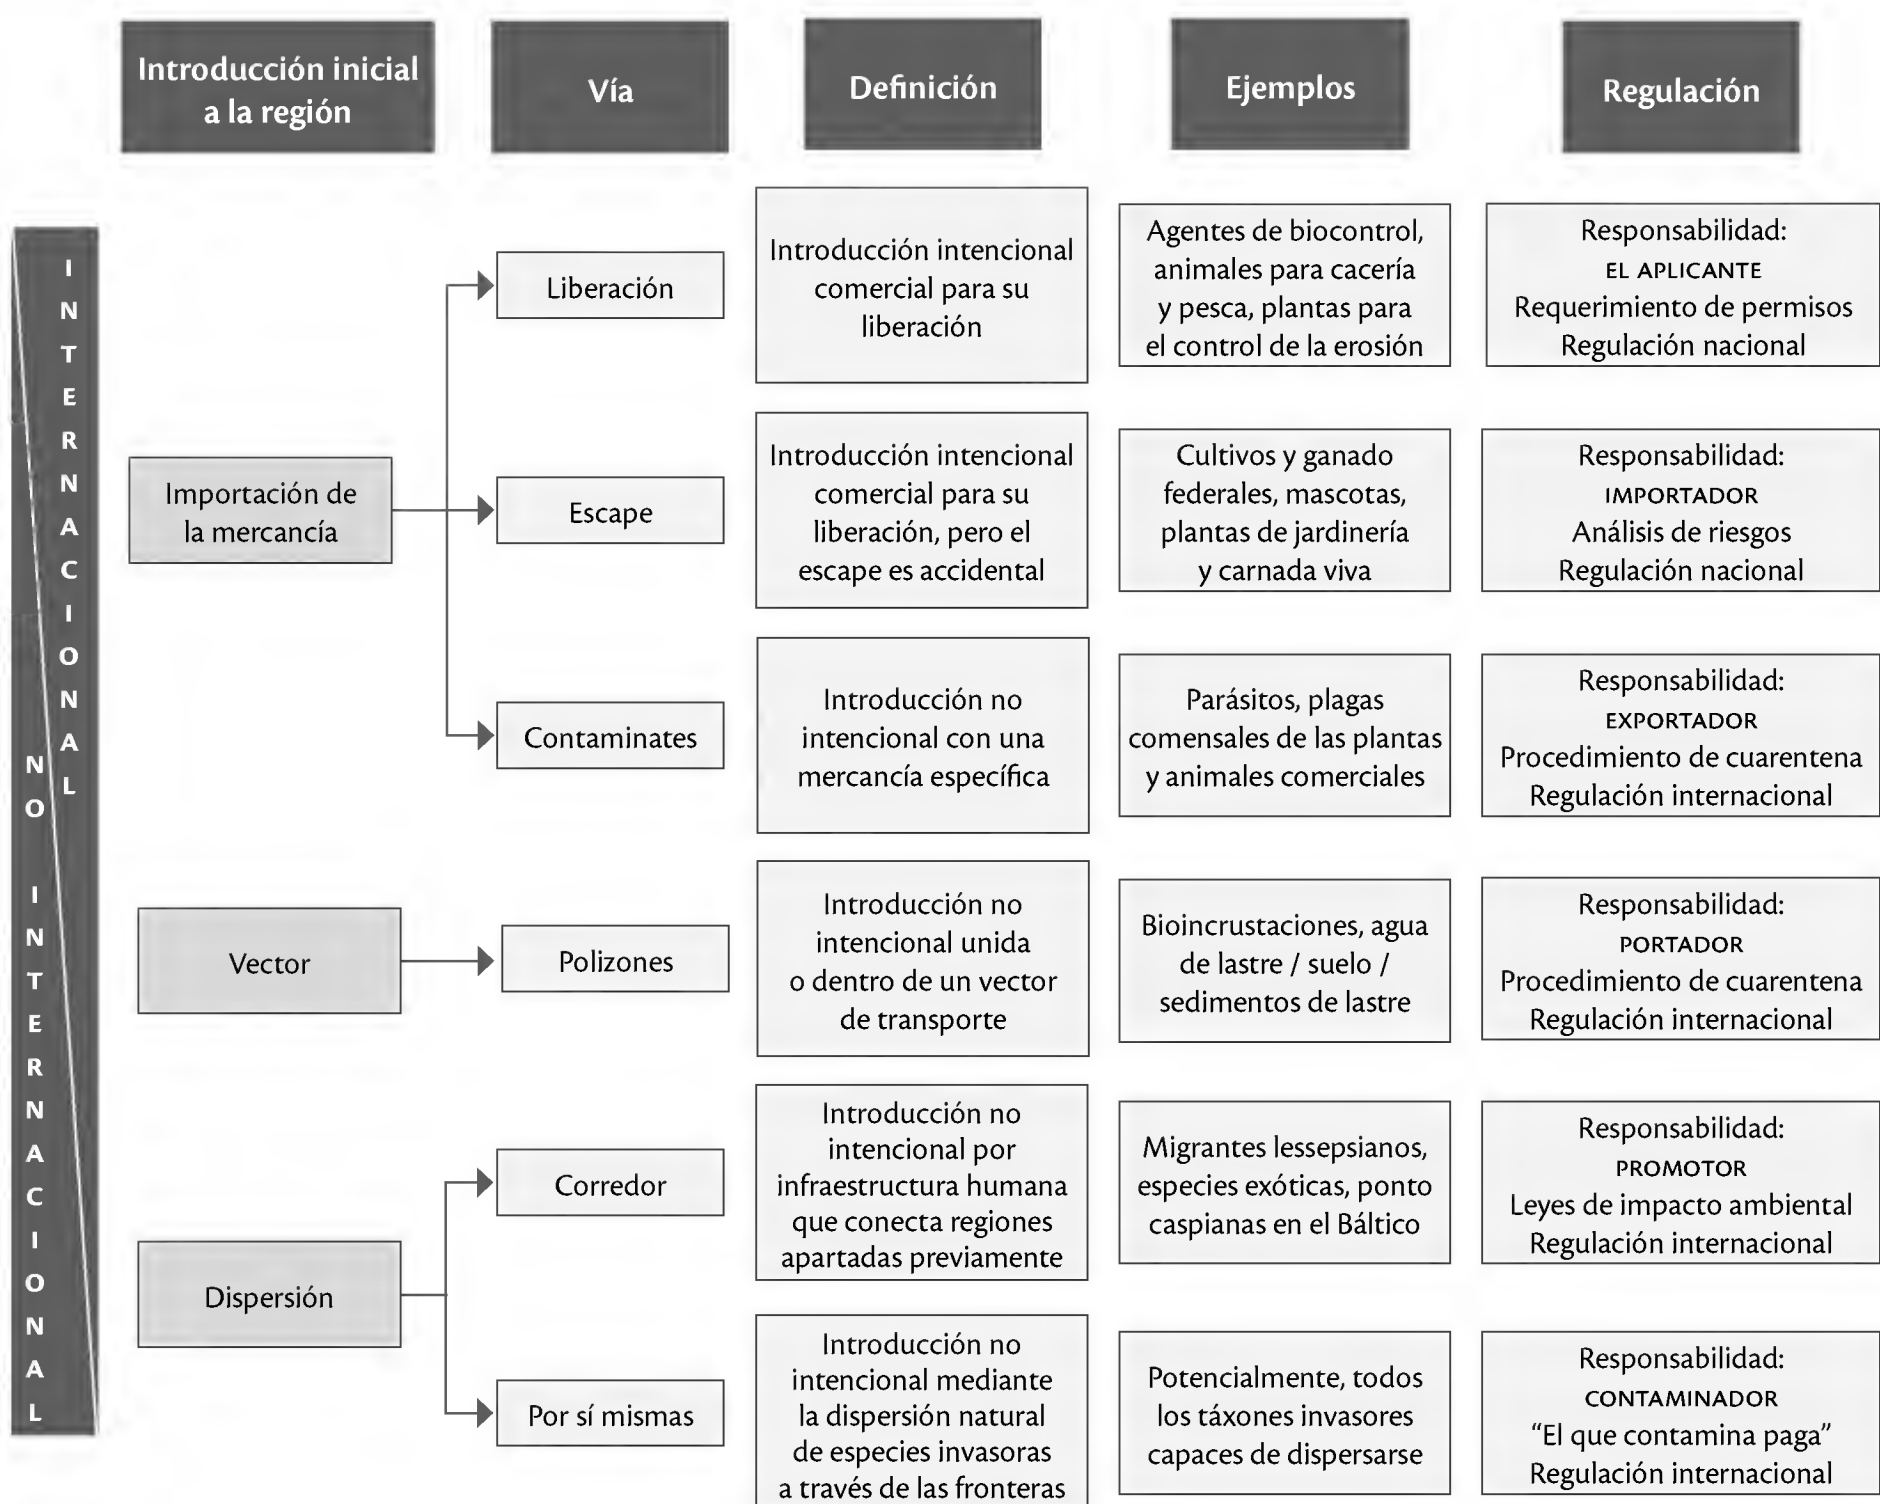 Introducción inicial
a la región
Vía
Definición
Ejemplos
Regulación
INTERNACIONAL
NO INTERNACIONAL
Importación de
la mercancía
Liberación
Introducción intencional
comercial para su
liberación
Agentes de biocontrol,
animales para cacería
y pesca, plantas para
el control de la erosión
Responsabilidad:
EL APLICANTE
Requerimiento de permisos
Regulación nacional
Escape
Introducción intencional
comercial para su
liberación, pero el
escape es accidental
Cultivos y ganado
federales, mascotas,
plantas de jardinería
y carnada viva
Responsabilidad:
IMPORTADOR
Análisis de riesgos
Regulación nacional
Contaminates
Introducción no
intencional con una
mercancía específica
Parásitos, plagas
comensales de las plantas
y animales comerciales
Responsabilidad:
EXPORTADOR
Procedimiento de cuarentena
Regulación internacional
Vector
Polizones
Introducción no
intencional unida
o dentro de un vector
de transporte
Bioincrustaciones, agua
de lastre / suelo /
sedimentos de lastre
Responsabilidad:
PORTADOR
Procedimiento de cuarentena
Regulación internacional
Dispersión
Corredor
Introducción no
intencional por
infraestructura humana
que conecta regiones
apartadas previamente
Migrantes lessepsianos,
especies exóticas, ponto
caspianas en el Báltico
Responsabilidad:
PROMOTOR
Leyes de impacto ambiental
Regulación internacional
Por sí mismas
Introducción no
intencional mediante
la dispersión natural
de especies invasoras
a través de las fronteras
Potencialmente, todos
los táxones invasores
capaces de dispersarse
Responsabilidad:
CONTAMINADOR
“El que contamina paga”
Regulación internacional